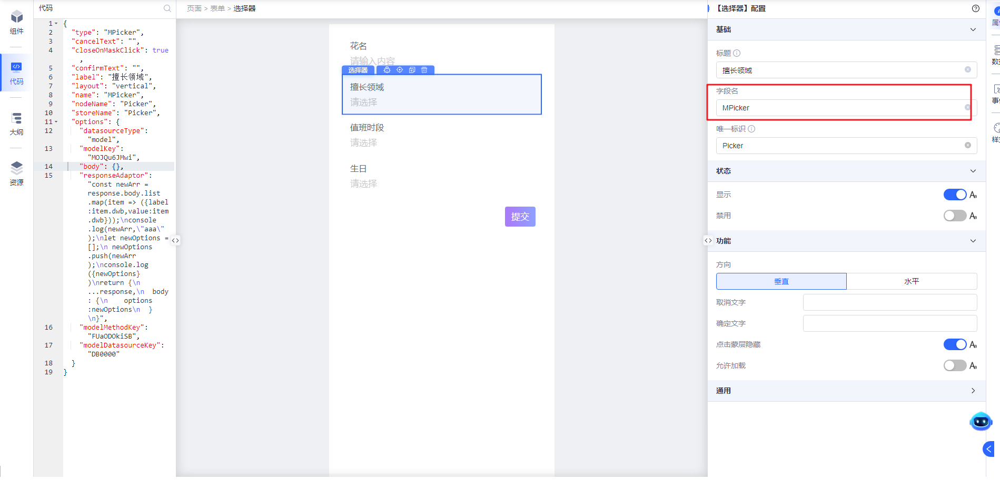 组件
代码
大纲
资源
代码
1 {
2 "type": "MPicker",
3 "cancelText": "",
4 "closeOnMaskClick": true
,
5 "confirmText": "",
6 "label": "擅长领域",
7 "layout": "vertical",
8 "name": "MPicker",
9 "nodeName": "Picker",
10 "storeName": "Picker",
11 "options": {
12 "datasourceType":
"model",
13 "modelKey":
"MOJQu6JMwi",
14 "body": {},
15 "responseAdaptor":
"const newArr =
response.body.list
.map(item => ({label
:item.dwb,value:item
.dwb}));\nconsole
.log(newArr,\"aaa\"
);\nlet newOptions =
[];\n newOptions
.push(newArr
);\nconsole.log
({newOptions}
)\nreturn {\n
...response,\n  body
: {\n    options
:newOptions\n  }
\n}",
16 "modelMethodKey":
"FUaODOkiSB",
17 "modelDatasourceKey":
"DB0000"
18 }
19 }
页面 > 表单 > 选择器
花名
请输入内容
选择器
擅长领域
请选择
值班时段
请选择
生日
请选择
提交
【选择器】配置
基础
标题
擅长领域
字段名
MPicker
唯一标识
Picker
状态
显示
禁用
功能
方向
垂直 水平
取消文字
确定文字
点击蒙层隐藏
允许加载
通用